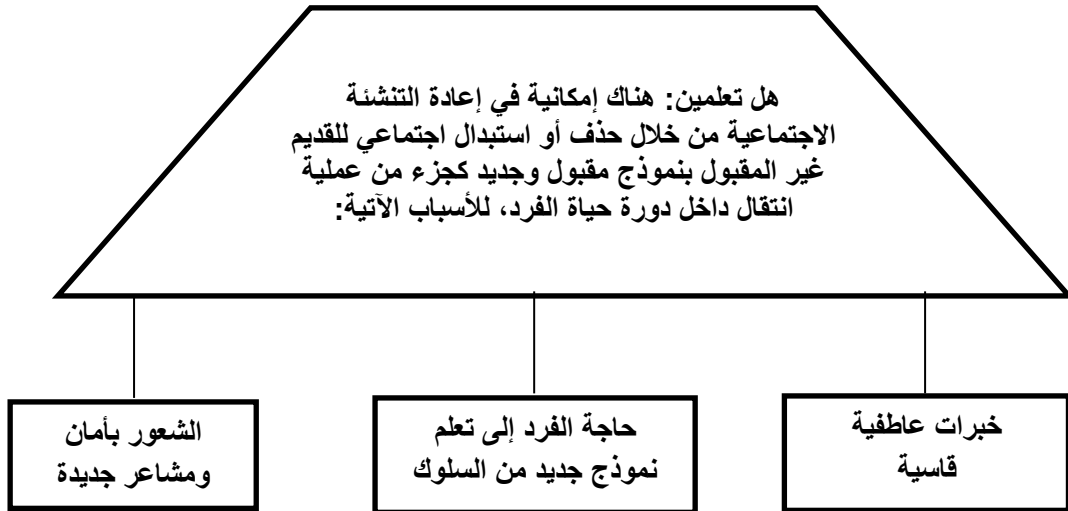 هل تعلمين: هناك إمكانية في إعادة التنشئة
الاجتماعية من خلال حذف أو استبدال اجتماعي للقديم
غير المقبول بنموذج مقبول وجديد كجزء من عملية
انتقال داخل دورة حياة الفرد، للأسباب الآتية:
خبرات عاطفية
قاسية
حاجة الفرد إلى تعلم
نموذج جديد من السلوك
الشعور بأمان
ومشاعر جديدة